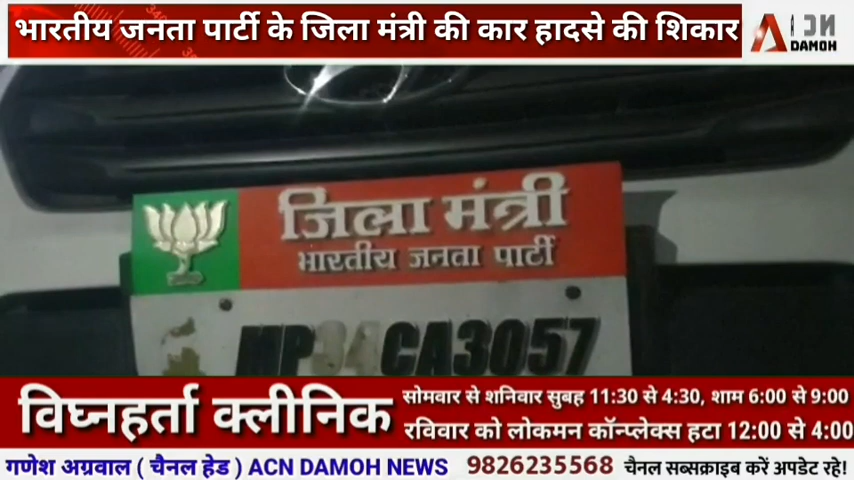 भारतीय जनता पार्टी के जिला मंत्री की कार हादसे की शिकार
DAMOH
जिला मंत्री
भारतीय जनता पार्टी
MP34CA3057
विघ्नहर्ता क्लीनिक
सोमवार से शनिवार सुबह 11:30 से 4:30, शाम 6:00 से 9:00
रविवार को लोकमन कॉम्प्लेक्स हटा 12:00 से 4:00
गणेश अग्रवाल ( चैनल हेड ) ACN DAMOH NEWS 9826235568 चैनल सब्सक्राइब करें अपडेट रहे!